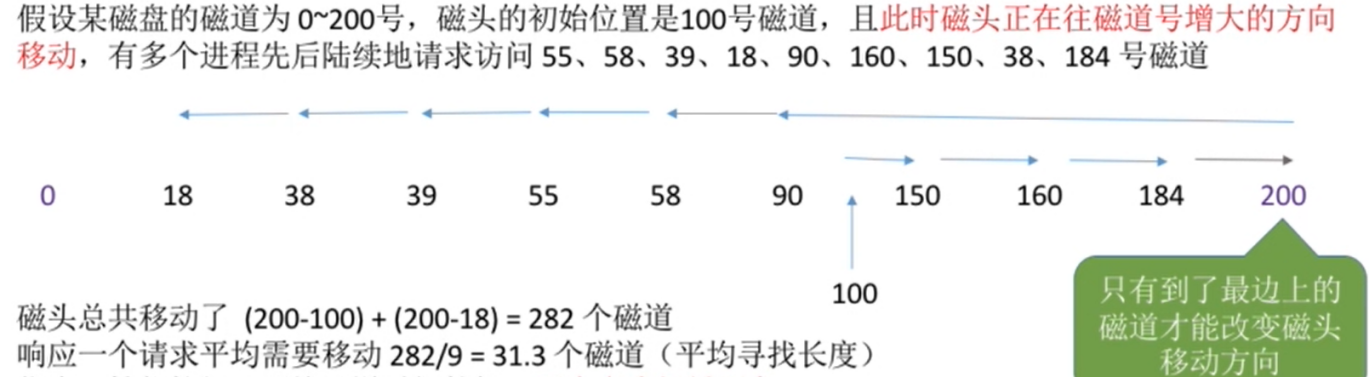 假设某磁盘的磁道为 0~200号，磁头的初始位置是100号磁道，且此时磁头正在往磁道号增大的方向
移动，有多个进程先后陆续地请求访问 55、58、39、18、90、160、150、38、184 号磁道
0 18 38 39 55 58 90 150 160 184 200
100
只有到了最边上的
磁道才能改变磁头
移动方向
磁头总共移动了 (200-100) + (200-18) = 282 个磁道
响应一个请求平均需要移动 282/9 = 31.3 个磁道（平均寻找长度）